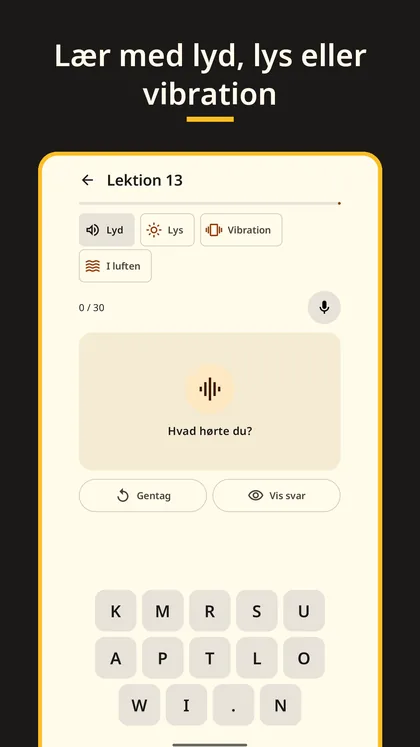 Lær med lyd, lys eller
vibration
Lektion 13
Lyd
Lys
Vibration
I luften
0 / 30
Hvad hørte du?
Gentag
Vis svar
K M R S U
A P T L O
W I . N